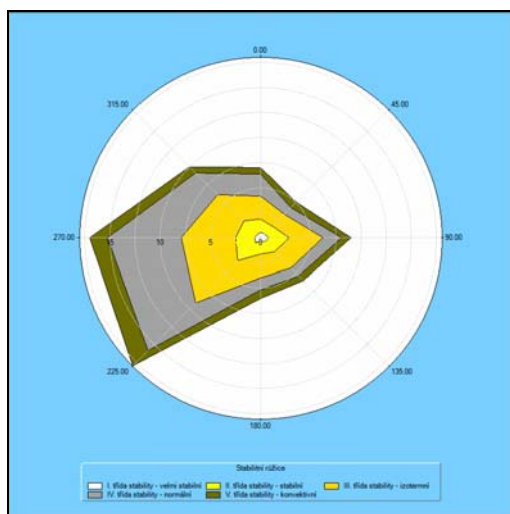 0.00
315.00 45.00
270.00 15 10 5 0 90.00
225.00 135.00
180.00
Stabilitní růžice
I. třída stability - velmi stabilní II. třída stability - stabilní III. třída stability - izotermní
IV. třída stability - normální V. třída stability - konvektivní